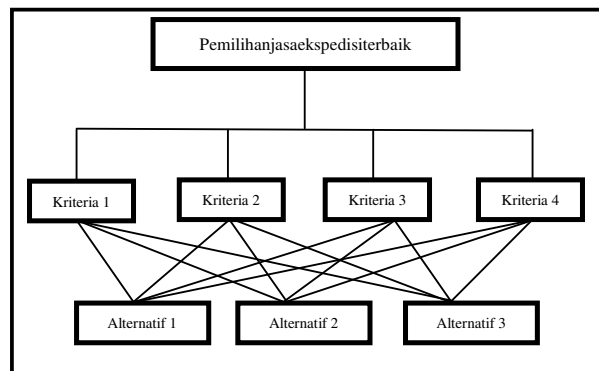 Pemilihanjasaekspedisiterbaik
Kriteria 1
Kriteria 2
Kriteria 3
Kriteria 4
Alternatif 1
Alternatif 2
Alternatif 3